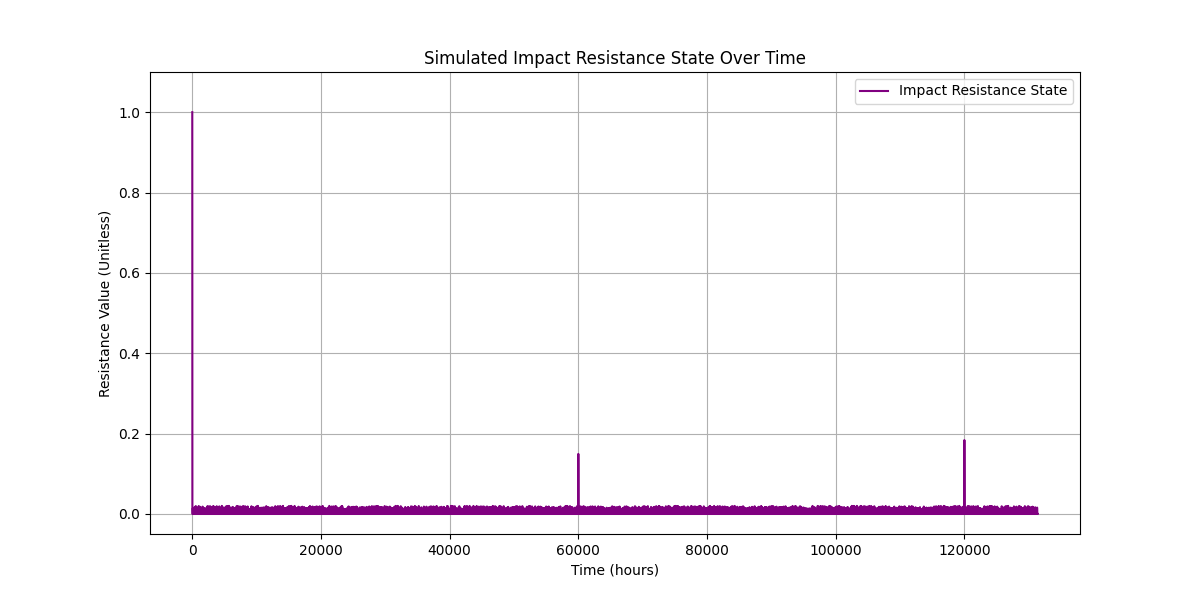 Simulated Impact Resistance State Over Time
Impact Resistance State
Resistance Value (Unitless)
1.0
0.8
0.6
0.4
0.2
0.0
0 20000 40000 60000 80000 100000 120000
Time (hours)